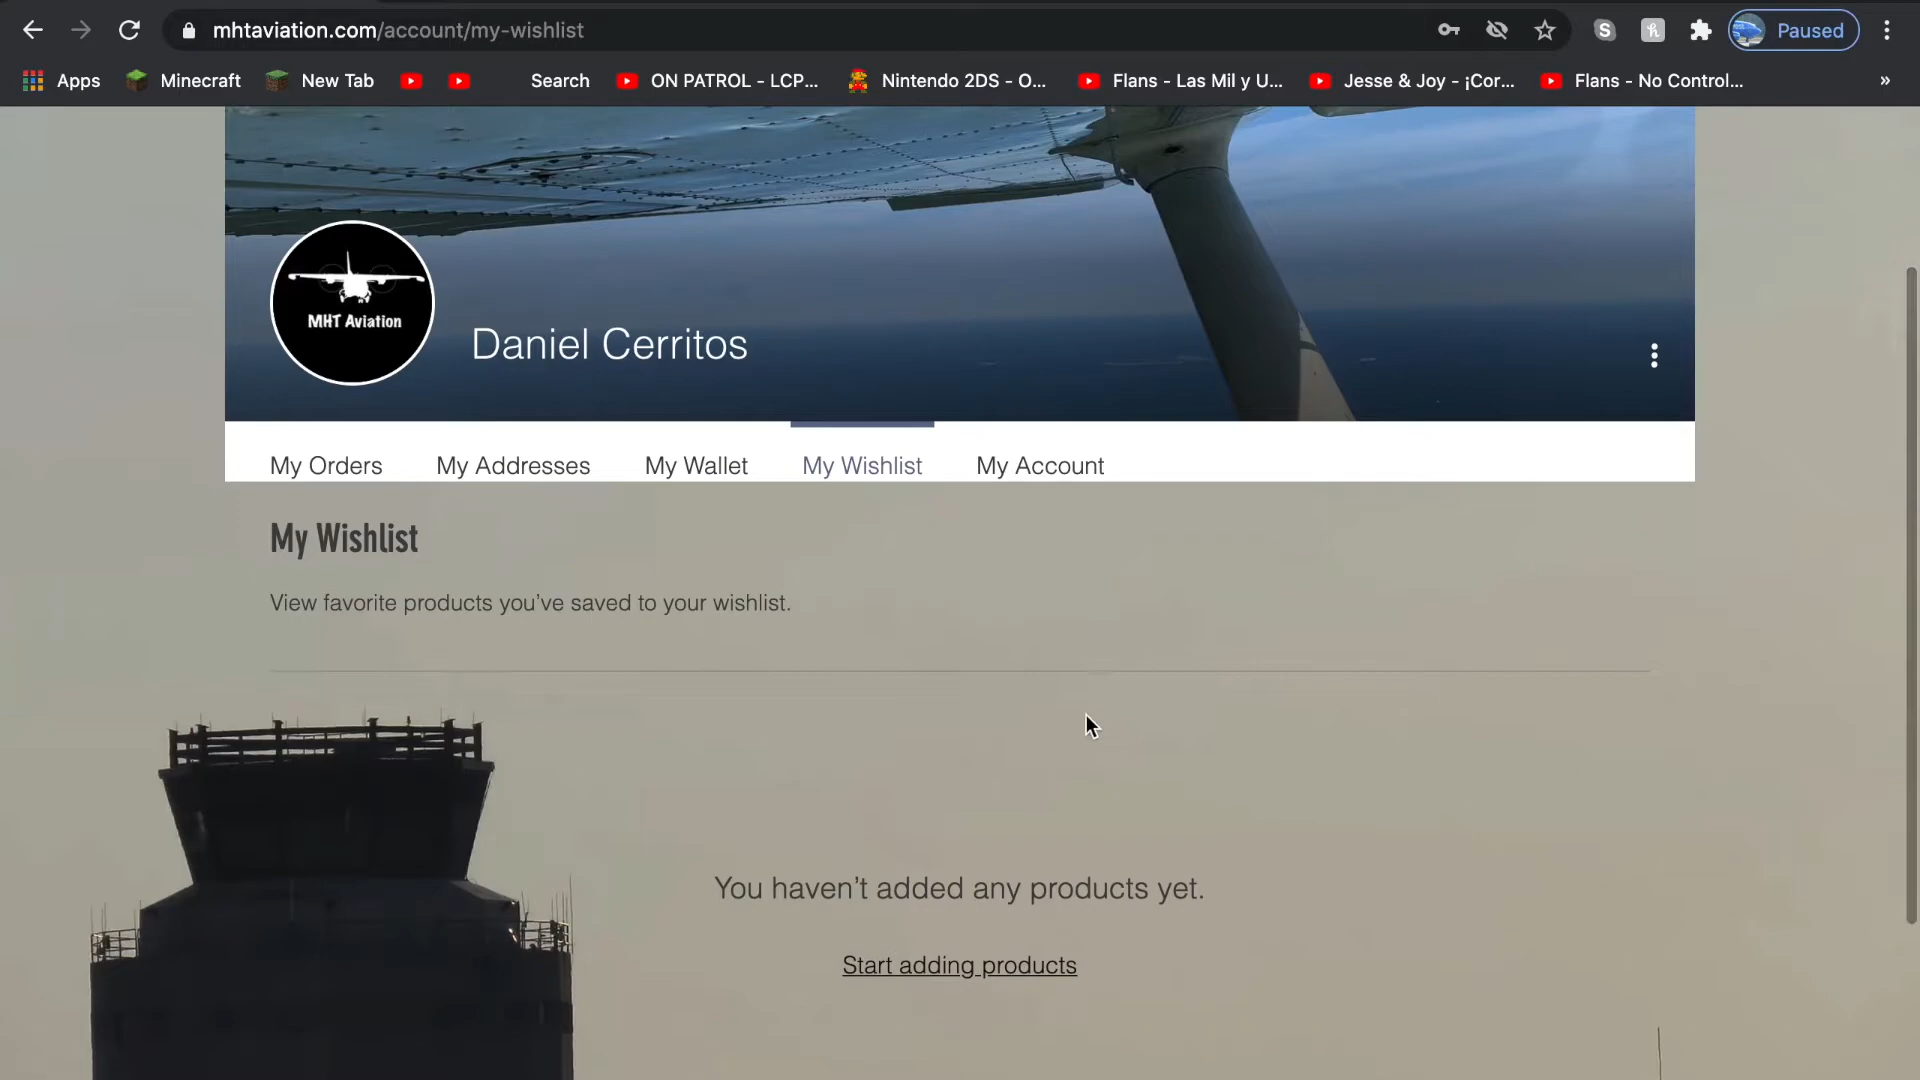 mhtaviation.com/account/my-wishlist
S
h
Paused
Apps
Minecraft
New Tab
Search
ON PATROL - LCP...
Nintendo 2DS - O...
Flans - Las Mil y U...
Jesse & Joy - ¡Cor...
Flans - No Control...
»
MHT Aviation
Daniel Cerritos
My Orders
My Addresses
My Wallet
My Wishlist
My Account
My Wishlist
View favorite products you've saved to your wishlist.
You haven't added any products yet.
Start adding products